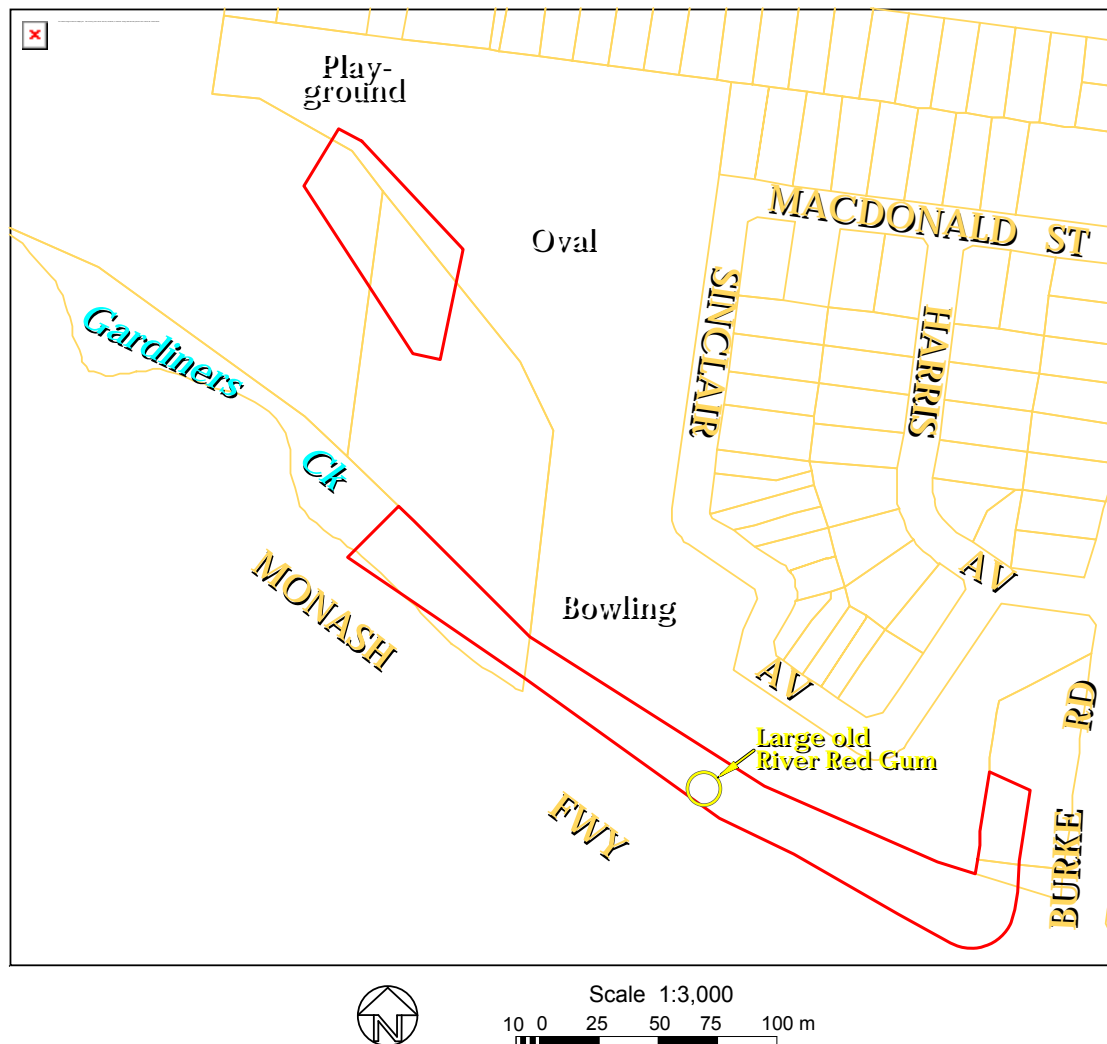 Play-
ground
Oval
MACDONALD ST
SINCLAIR
HARRIS
Gardiners
Ck
AV
MONASH
Bowling
AV
RD
Large old
River Red Gum
FWY
BURKE
N
Scale 1:3,000
10 0 25 50 75 100 m